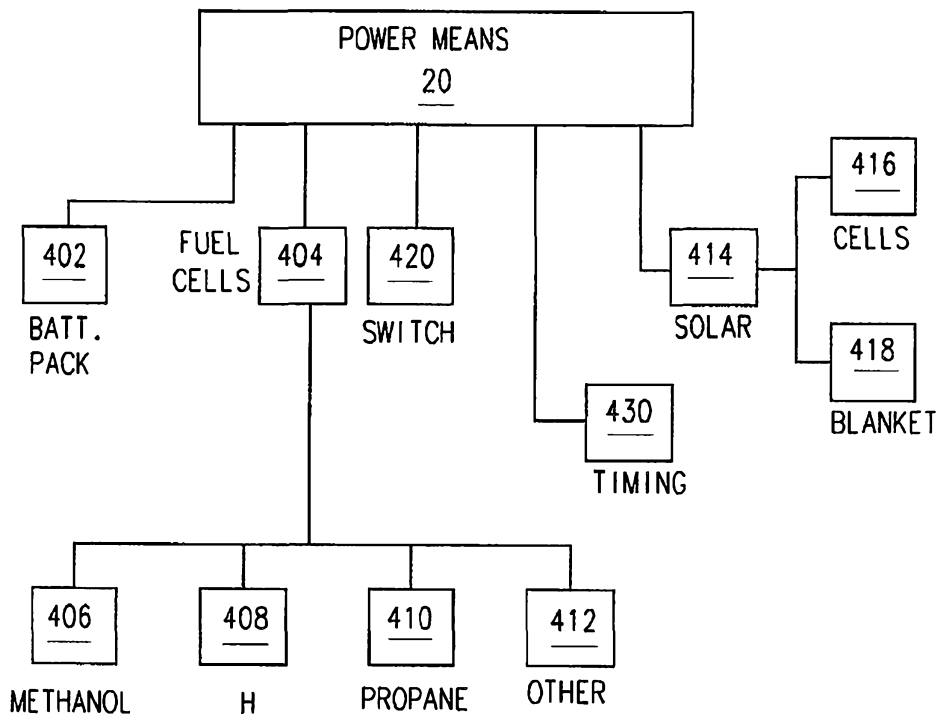 POWER MEANS
20
416
CELLS
402
BATT.
PACK
FUEL
CELLS
404
420
SWITCH
414
SOLAR
418
BLANKET
430
TIMING
406
METHANOL
408
H
410
PROPANE
412
OTHER